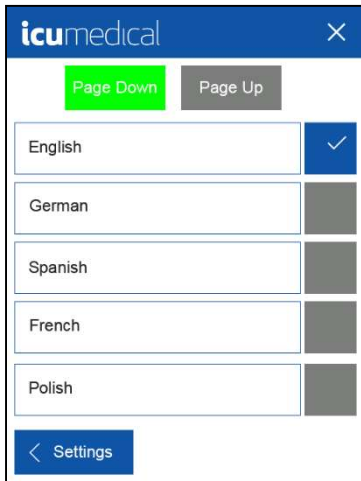 icumedical
Page Down Page Up
English
German
Spanish
French
Polish
Settings